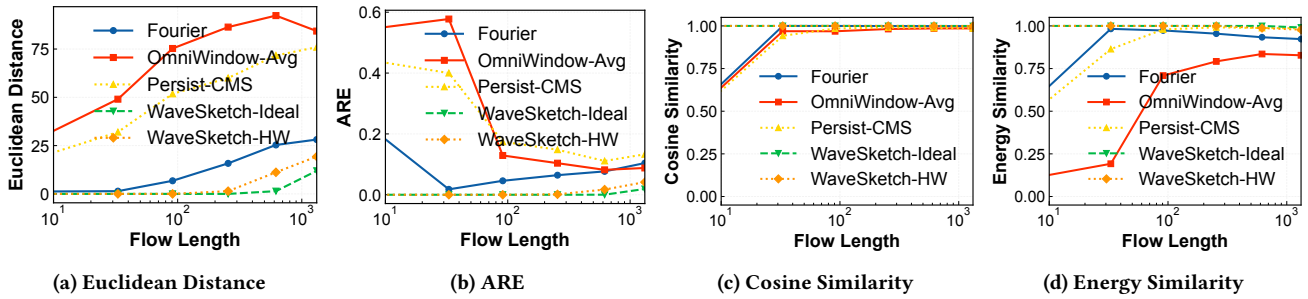 Euclidean Distance
75
50
25
0
10^1
10^2
10^3
Flow Length
Fourier
OmniWindow-Avg
Persist-CMS
WaveSketch-Ideal
WaveSketch-HW
(a) Euclidean Distance
ARE
0.6
0.4
0.2
0.0
10^1
10^2
10^3
Flow Length
Fourier
OmniWindow-Avg
Persist-CMS
WaveSketch-Ideal
WaveSketch-HW
(b) ARE
Cosine Similarity
1.00
0.75
0.50
0.25
0.00
10^1
10^2
10^3
Flow Length
Fourier
OmniWindow-Avg
Persist-CMS
WaveSketch-Ideal
WaveSketch-HW
(c) Cosine Similarity
Energy Similarity
1.00
0.75
0.50
0.25
0.00
10^1
10^2
10^3
Flow Length
Fourier
OmniWindow-Avg
Persist-CMS
WaveSketch-Ideal
WaveSketch-HW
(d) Energy Similarity